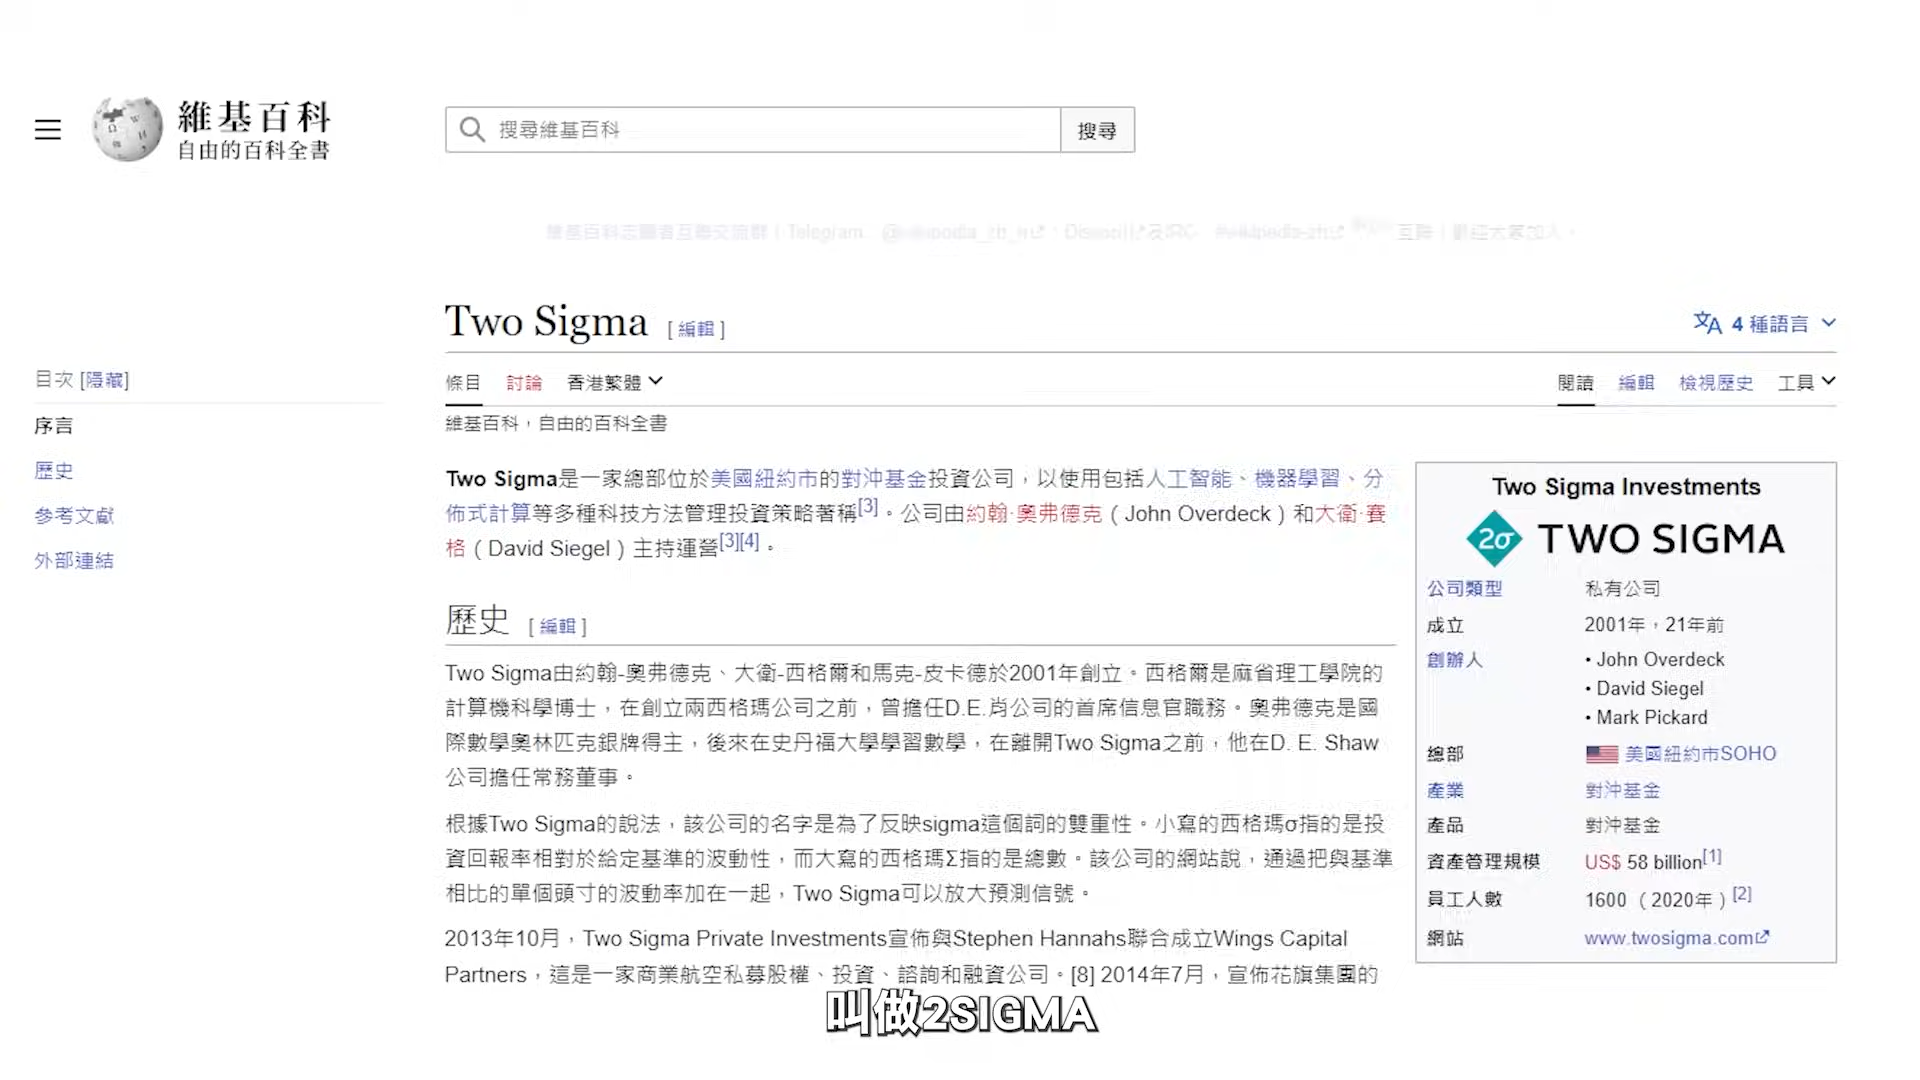 維基百科
自由的百科全書
搜尋維基百科
搜尋
Two Sigma [編輯]
4 種語言
目次 [隱藏]
序言
歷史
參考文獻
外部連結
條目 討論 香港繁體
閱讀 編輯 檢視歷史 工具
維基百科，自由的百科全書
Two Sigma是一家總部位於美國紐約市的對沖基金投資公司，以使用包括人工智能、機器學習、分
佈式計算等多種科技方法管理投資策略著稱[3]。公司由約翰·奧弗德克（John Overdeck）和大衛·賽
格（David Siegel）主持運營[3][4]。
歷史 [編輯]
Two Sigma由約翰-奧弗德克、大衛-西格爾和馬克-皮卡德於2001年創立。西格爾是麻省理工學院的
計算機科學博士，在創立兩西格瑪公司之前，曾擔任D.E.肖公司的首席信息官職務。奧弗德克是國
際數學奧林匹克銀牌得主，後來在史丹福大學學習數學，在離開Two Sigma之前，他在D. E. Shaw
公司擔任常務董事。
根據Two Sigma的說法，該公司的名字是為了反映sigma這個詞的雙重性。小寫的西格瑪σ指的是投
資回報率相對於給定基準的波動性，而大寫的西格瑪Σ指的是總數。該公司的網站說，通過把與基準
相比的單個頭寸的波動率加在一起，Two Sigma可以放大預測信號。
2013年10月，Two Sigma Private Investments宣佈與Stephen Hannahs聯合成立Wings Capital
Partners，這是一家商業航空私募股權、投資、諮詢和融資公司。[8] 2014年7月，宣佈花旗集團的
Two Sigma Investments
2σ TWO SIGMA
公司類型 私有公司
成立 2001年，21年前
創辦人 • John Overdeck
• David Siegel
• Mark Pickard
總部 美國紐約市SOHO
產業 對沖基金
產品 對沖基金
資產管理規模 US$ 58 billion[1]
員工人數 1600 （2020年）[2]
網站 www.twosigma.com
叫做2SIGMA